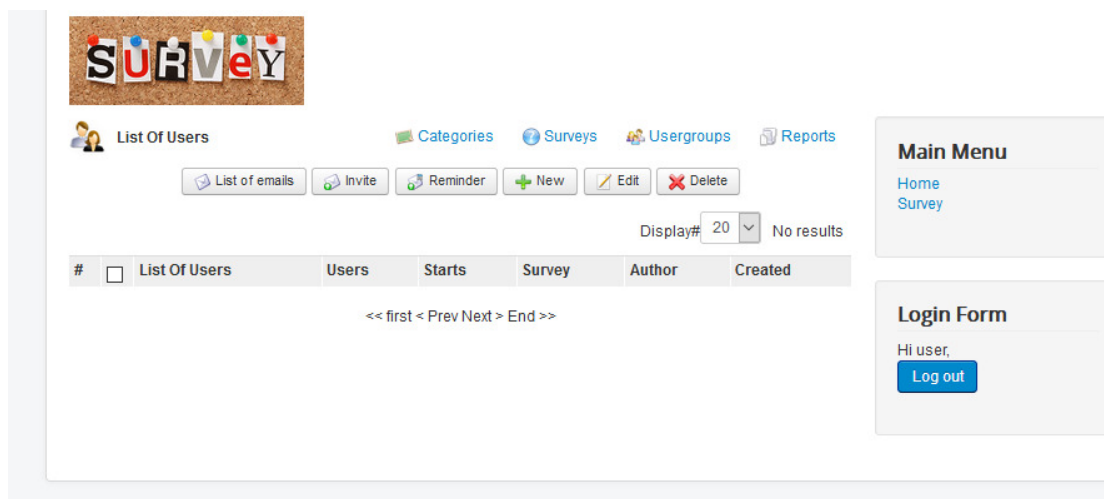 SURVeY
List Of Users
Categories
Surveys
Usergroups
Reports
List of emails
Invite
Reminder
New
Edit
Delete
Display# 20 No results
# List Of Users Users Starts Survey Author Created
<< first < Prev Next > End >>
Main Menu
Home
Survey
Login Form
Hi user,
Log out